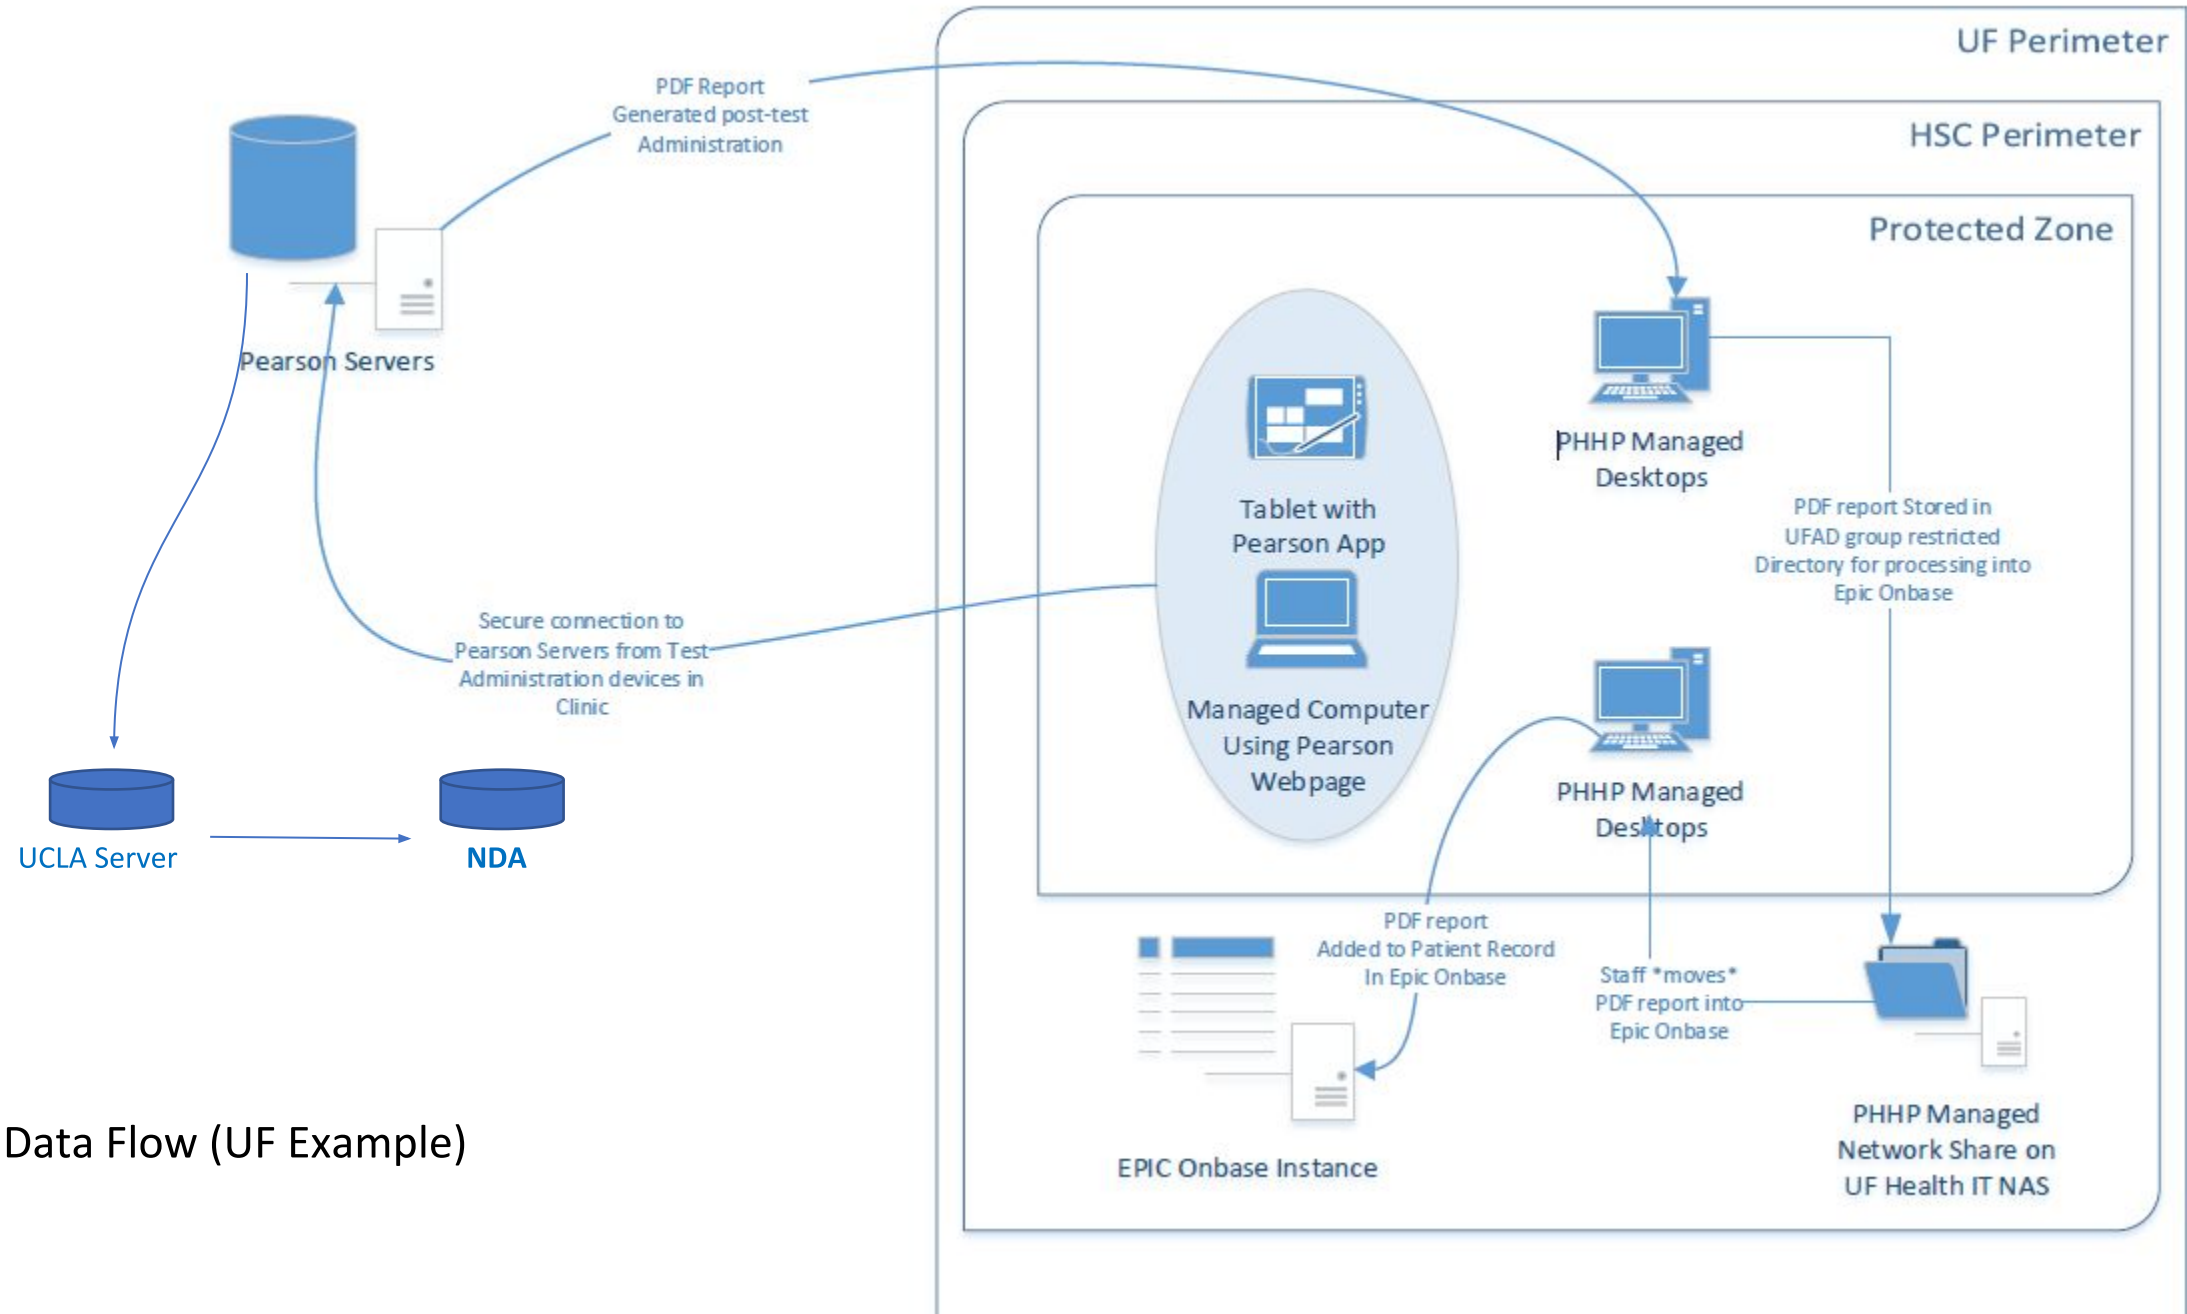 UF Perimeter
HSC Perimeter
Protected Zone
PDF Report
Generated post-test
Administration
Pearson Servers
Tablet with
Pearson App
Managed Computer
Using Pearson
Webpage
PHHP Managed
Desktops
PDF report Stored in
UFAD group restricted
Directory for processing into
Epic Onbase
Secure connection to
Pearson Servers from Test
Administration devices in
Clinic
PHHP Managed
Desktops
UCLA Server
NDA
PDF report
Added to Patient Record
In Epic Onbase
Staff *moves*
PDF report into
Epic Onbase
EPIC Onbase Instance
PHHP Managed
Network Share on
UF Health IT NAS
Data Flow (UF Example)